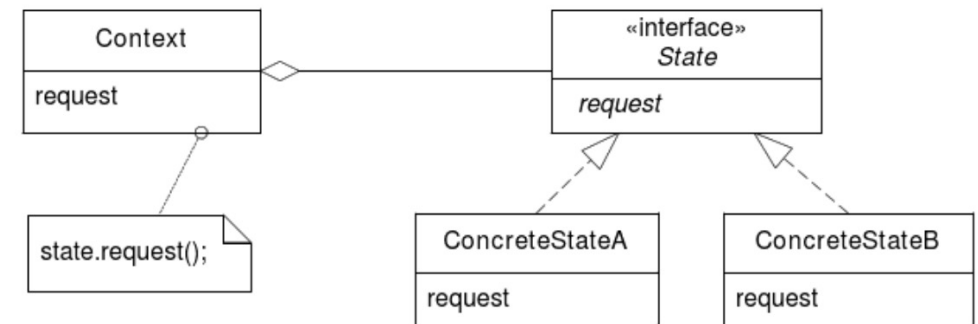 Context
request
state.request();
«interface»
State
request
ConcreteStateA
request
ConcreteStateB
request